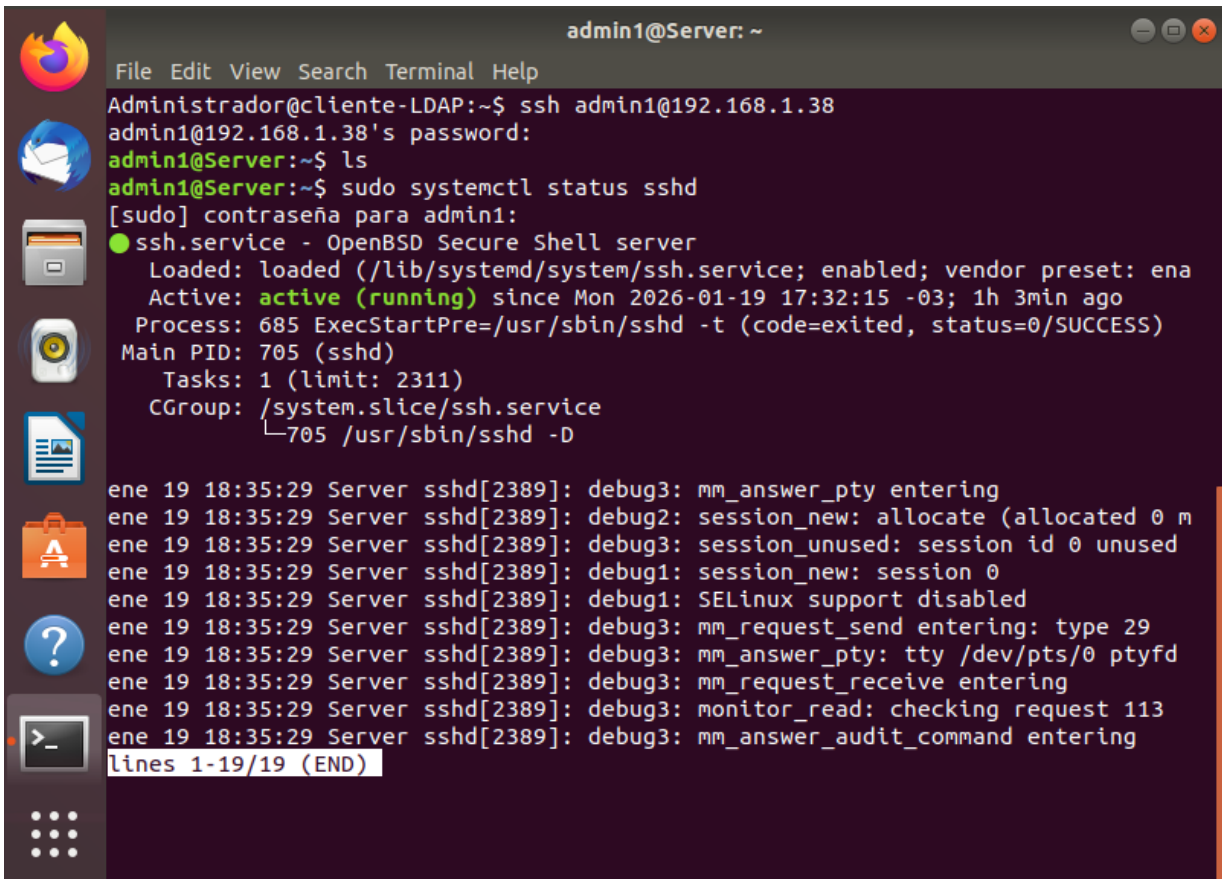 admin1@Server: ~
File Edit View Search Terminal Help
Administrador@cliente-LDAP:~$ ssh admin1@192.168.1.38
admin1@192.168.1.38's password:
admin1@Server:~$ ls
admin1@Server:~$ sudo systemctl status sshd
[sudo] contraseña para admin1:
● ssh.service - OpenBSD Secure Shell server
   Loaded: loaded (/lib/systemd/system/ssh.service; enabled; vendor preset: ena
   Active: active (running) since Mon 2026-01-19 17:32:15 -03; 1h 3min ago
  Process: 685 ExecStartPre=/usr/sbin/sshd -t (code=exited, status=0/SUCCESS)
 Main PID: 705 (sshd)
    Tasks: 1 (limit: 2311)
   CGroup: /system.slice/ssh.service
           └─705 /usr/sbin/sshd -D
ene 19 18:35:29 Server sshd[2389]: debug3: mm_answer_pty entering
ene 19 18:35:29 Server sshd[2389]: debug2: session_new: allocate (allocated 0 m
ene 19 18:35:29 Server sshd[2389]: debug3: session_unused: session id 0 unused
ene 19 18:35:29 Server sshd[2389]: debug1: session_new: session 0
ene 19 18:35:29 Server sshd[2389]: debug1: SELinux support disabled
ene 19 18:35:29 Server sshd[2389]: debug3: mm_request_send entering: type 29
ene 19 18:35:29 Server sshd[2389]: debug3: mm_answer_pty: tty /dev/pts/0 ptyfd
ene 19 18:35:29 Server sshd[2389]: debug3: mm_request_receive entering
ene 19 18:35:29 Server sshd[2389]: debug3: monitor_read: checking request 113
ene 19 18:35:29 Server sshd[2389]: debug3: mm_answer_audit_command entering
lines 1-19/19 (END)